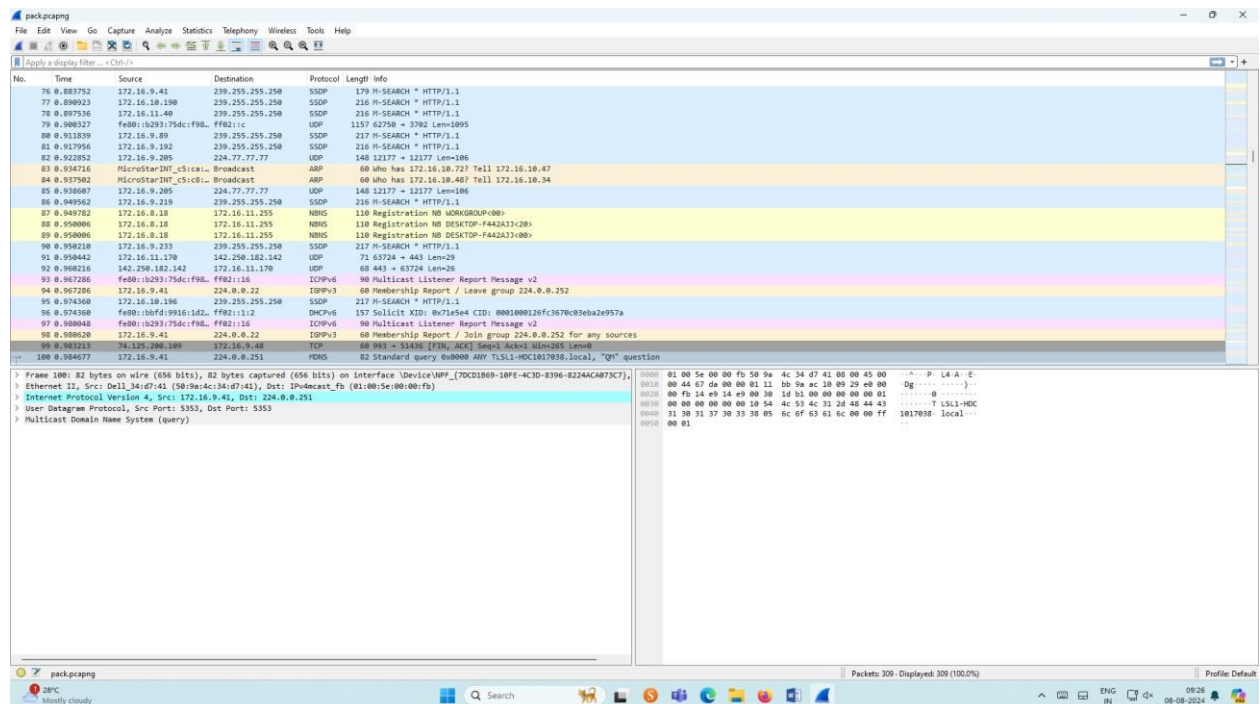 pack.pcapng
File Edit View Go Capture Analyze Statistics Telephony Wireless Tools Help
Apply a display filter ... <Ctrl-/>
No. Time Source Destination Protocol Length Info
76 0.883752 172.16.9.41 239.255.255.250 SSDP 179 M-SEARCH * HTTP/1.1
77 0.890923 172.16.10.190 239.255.255.250 SSDP 216 M-SEARCH * HTTP/1.1
78 0.897536 172.16.11.40 239.255.255.250 SSDP 216 M-SEARCH * HTTP/1.1
79 0.900327 fe80::b293:75dc:f98… ff02::c UDP 1157 62750 → 3702 Len=1095
80 0.911839 172.16.9.89 239.255.255.250 SSDP 217 M-SEARCH * HTTP/1.1
81 0.917956 172.16.9.192 239.255.255.250 SSDP 216 M-SEARCH * HTTP/1.1
82 0.922852 172.16.9.205 224.77.77.77 UDP 148 12177 → 12177 Len=106
83 0.934716 MicroStarINT_c5:ca:… Broadcast ARP 60 Who has 172.16.10.72? Tell 172.16.10.47
84 0.937502 MicroStarINT_c5:c8:… Broadcast ARP 60 Who has 172.16.10.48? Tell 172.16.10.34
85 0.938607 172.16.9.205 224.77.77.77 UDP 148 12177 → 12177 Len=106
86 0.949562 172.16.9.219 239.255.255.250 SSDP 216 M-SEARCH * HTTP/1.1
87 0.949782 172.16.8.18 172.16.11.255 NBNS 110 Registration NB WORKGROUP<00>
88 0.950006 172.16.8.18 172.16.11.255 NBNS 110 Registration NB DESKTOP-F442AJJ<20>
89 0.950006 172.16.8.18 172.16.11.255 NBNS 110 Registration NB DESKTOP-F442AJJ<00>
90 0.950210 172.16.9.233 239.255.255.250 SSDP 217 M-SEARCH * HTTP/1.1
91 0.950442 172.16.11.170 142.250.182.142 UDP 71 63724 → 443 Len=29
92 0.960216 142.250.182.142 172.16.11.170 UDP 68 443 → 63724 Len=26
93 0.967286 fe80::b293:75dc:f98… ff02::16 ICMPv6 90 Multicast Listener Report Message v2
94 0.967286 172.16.9.41 224.0.0.22 IGMPv3 60 Membership Report / Leave group 224.0.0.252
95 0.974360 172.16.10.196 239.255.255.250 SSDP 217 M-SEARCH * HTTP/1.1
96 0.974360 fe80::bbfd:9916:1d2… ff02::1:2 DHCPv6 157 Solicit XID: 0x71e5e4 CID: 0001000126fc3670c03eba2e957a
97 0.980048 fe80::b293:75dc:f98… ff02::16 ICMPv6 90 Multicast Listener Report Message v2
98 0.980620 172.16.9.41 224.0.0.22 IGMPv3 60 Membership Report / Join group 224.0.0.252 for any sources
99 0.983213 74.125.200.109 172.16.9.48 TCP 60 993 → 51436 [FIN, ACK] Seq=1 Ack=1 Win=265 Len=0
100 0.984677 172.16.9.41 224.0.0.251 MDNS 82 Standard query 0x0000 ANY TLSL1-HDC1017038.local, "QM" question
Frame 100: 82 bytes on wire (656 bits), 82 bytes captured (656 bits) on interface \Device\NPF_{7DCD1B69-10FE-4C3D-8396-8224ACA073C7},
Ethernet II, Src: Dell_34:d7:41 (50:9a:4c:34:d7:41), Dst: IPv4mcast_fb (01:00:5e:00:00:fb)
Internet Protocol Version 4, Src: 172.16.9.41, Dst: 224.0.0.251
User Datagram Protocol, Src Port: 5353, Dst Port: 5353
Multicast Domain Name System (query)
0000 01 00 5e 00 00 fb 50 9a 4c 34 d7 41 08 00 45 00 ··^···P· L4·A··E·
0010 00 44 67 da 00 00 01 11 bb 9a ac 10 09 29 e0 00 ·Dg····· ·····)··
0020 00 fb 14 e9 14 e9 00 30 1d b1 00 00 00 00 00 01 ·······0 ········
0030 00 00 00 00 00 00 10 54 4c 53 4c 31 2d 48 44 43 ·······T LSL1-HDC
0040 31 30 31 37 30 33 38 05 6c 6f 63 61 6c 00 00 ff 1017038· local···
0050 00 01 ··
pack.pcapng
Packets: 309 · Displayed: 309 (100.0%)
Profile: Default
28°C
Mostly cloudy
Search
ENG
IN
09:26
08-08-2024